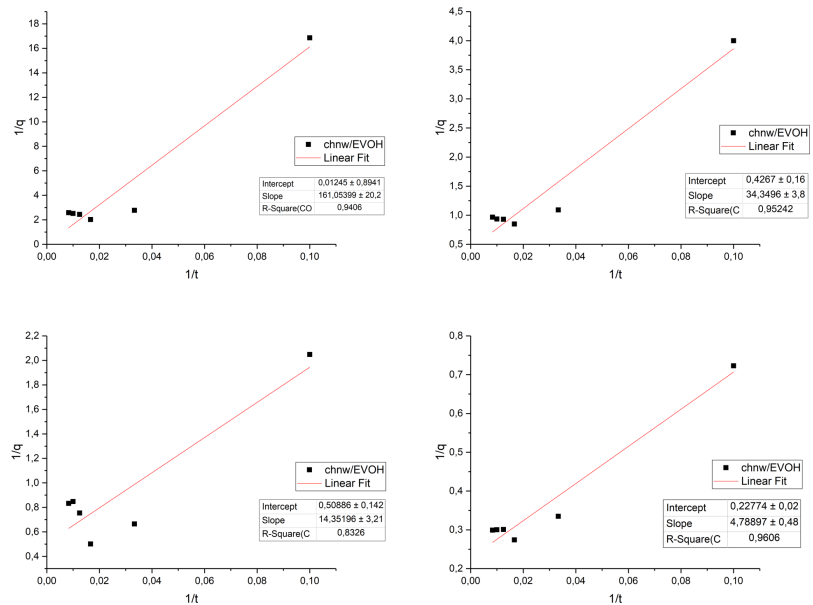 18
16
14
12
10
8
6
4
2
0
1/q
0,00
0,02
0,04
0,06
0,08
0,10
1/t
chnw/EVOH
Linear Fit
Intercept 0,01245 ± 0,8941
Slope 161,05399 ± 20,2
R-Square(CO 0,9406
4,5
4,0
3,5
3,0
2,5
2,0
1,5
1,0
0,5
1/q
0,00
0,02
0,04
0,06
0,08
0,10
1/t
chnw/EVOH
Linear Fit
Intercept 0,4267 ± 0,16
Slope 34,3496 ± 3,8
R-Square(C 0,95242
2,2
2,0
1,8
1,6
1,4
1,2
1,0
0,8
0,6
0,4
1/q
0,00
0,02
0,04
0,06
0,08
0,10
1/t
chnw/EVOH
Linear Fit
Intercept 0,50886 ± 0,142
Slope 14,35196 ± 3,21
R-Square(C 0,8326
0,8
0,7
0,6
0,5
0,4
0,3
0,2
1/q
0,00
0,02
0,04
0,06
0,08
0,10
1/t
chnw/EVOH
Linear Fit
Intercept 0,22774 ± 0,02
Slope 4,78897 ± 0,48
R-Square(C 0,9606